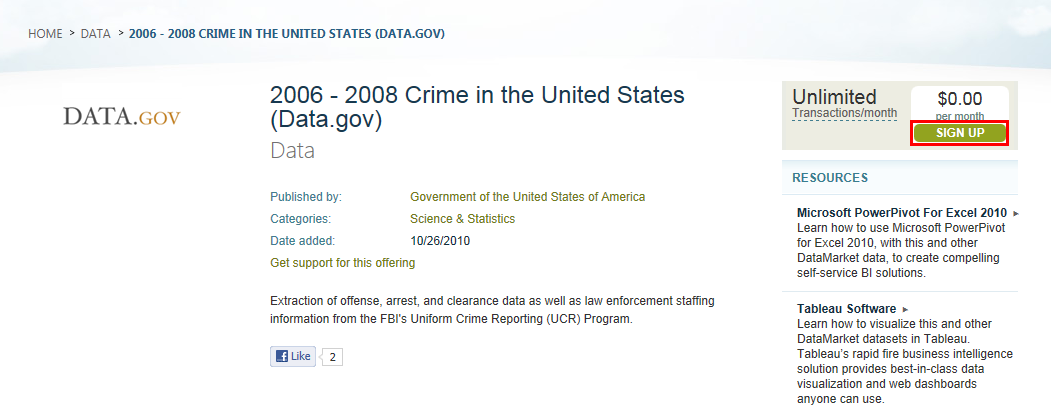 HOME > DATA > 2006 - 2008 CRIME IN THE UNITED STATES (DATA.GOV)
DATA.GOV
2006 - 2008 Crime in the United States
(Data.gov)
Data
Published by: Government of the United States of America
Categories: Science & Statistics
Date added: 10/26/2010
Get support for this offering
Extraction of offense, arrest, and clearance data as well as law enforcement staffing
information from the FBI's Uniform Crime Reporting (UCR) Program.
Like 2
Unlimited
Transactions/month
$0.00
per month
SIGN UP
RESOURCES
Microsoft PowerPivot For Excel 2010
Learn how to use Microsoft PowerPivot
for Excel 2010, with this and other
DataMarket data, to create compelling
self-service BI solutions.
Tableau Software
Learn how to visualize this and other
DataMarket datasets in Tableau.
Tableau's rapid fire business intelligence
solution provides best-in-class data
visualization and web dashboards
anyone can use.